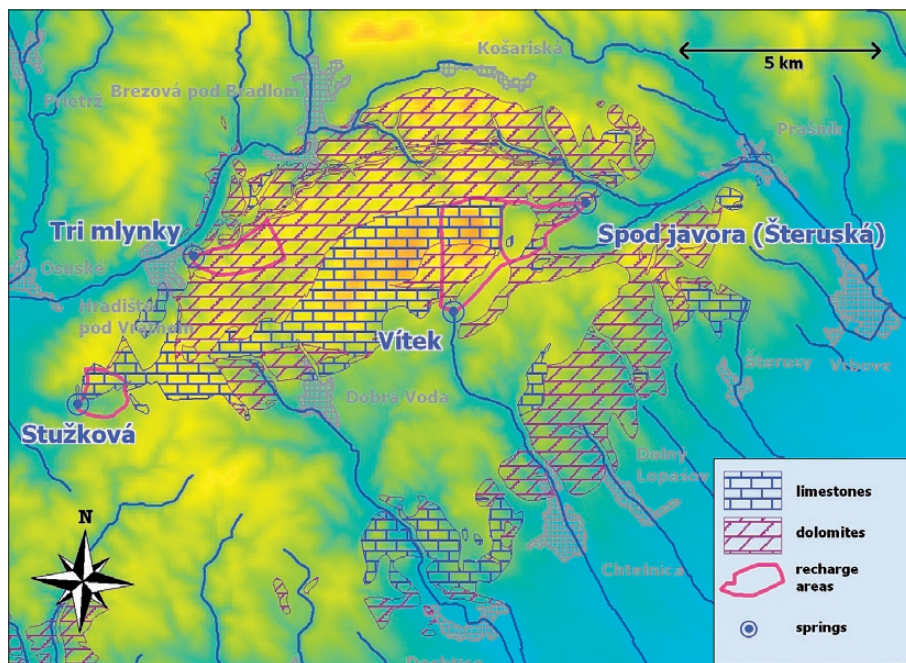 Košariská
5 km
Brezová pod Bradlom
Prietrž
Prašník
Tri mlynky
Spod javora (Šteruská)
Osuské
Hradište
pod Vrátnom
Vítek
Šterusy
Vrbové
Dobrá Voda
Stužková
Dolny
Lopašov
limestones
dolomites
N
recharge
areas
Chtelnica
springs